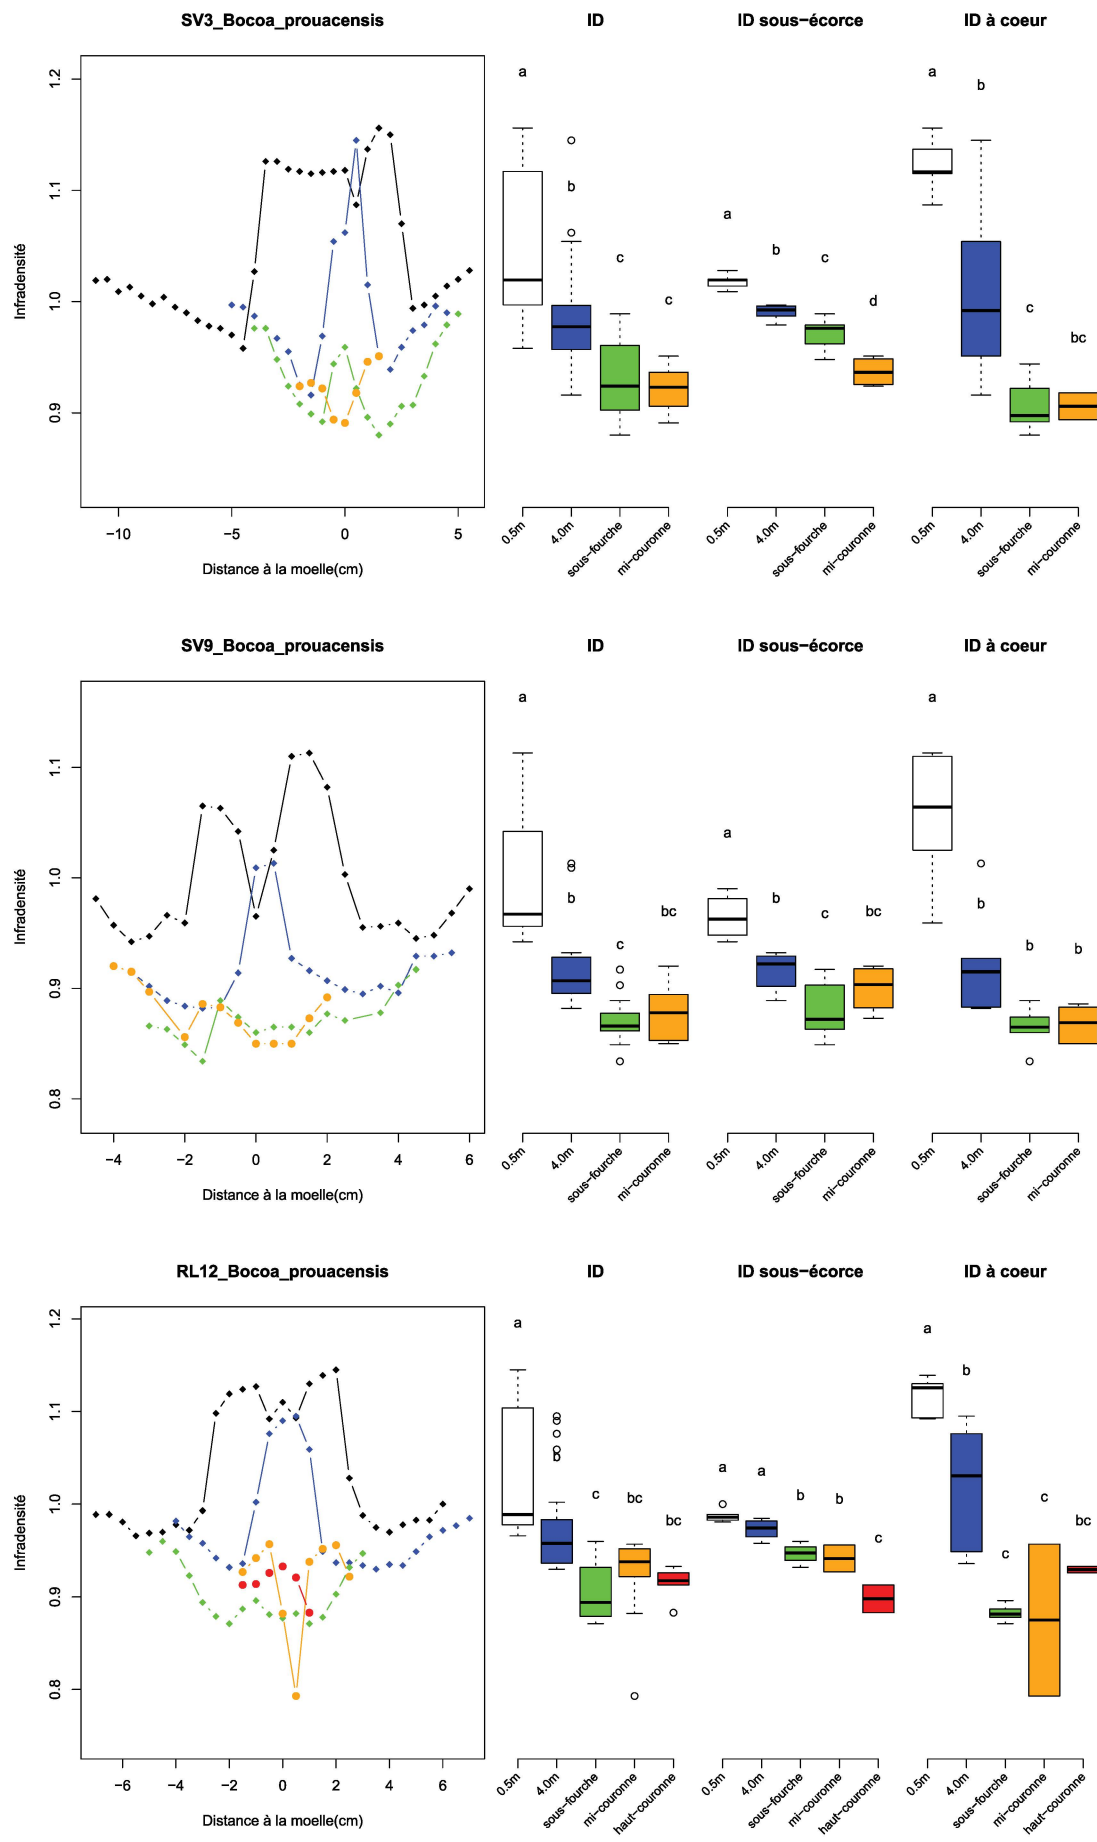 SV3_Bocoa_prouacensis
ID
ID sous−écorce
ID à coeur
Infradensité
1.2
1.1
1.0
0.9
−10
−5
0
5
Distance à la moelle(cm)
a
b
c
c
0.5m
4.0m
sous−fourche
mi−couronne
a
b
c
d
0.5m
4.0m
sous−fourche
mi−couronne
a
b
c
bc
0.5m
4.0m
sous−fourche
mi−couronne
SV9_Bocoa_prouacensis
ID
ID sous−écorce
ID à coeur
Infradensité
1.1
1.0
0.9
0.8
−4
−2
0
2
4
6
Distance à la moelle(cm)
a
b
c
bc
0.5m
4.0m
sous−fourche
mi−couronne
a
b
c
bc
0.5m
4.0m
sous−fourche
mi−couronne
a
b
b
b
0.5m
4.0m
sous−fourche
mi−couronne
RL12_Bocoa_prouacensis
ID
ID sous−écorce
ID à coeur
Infradensité
1.2
1.1
1.0
0.9
0.8
−6
−4
−2
0
2
4
6
Distance à la moelle(cm)
a
b
c
bc
bc
0.5m
4.0m
sous−fourche
mi−couronne
haut−couronne
a
a
b
b
c
0.5m
4.0m
sous−fourche
mi−couronne
haut−couronne
a
b
c
c
bc
0.5m
4.0m
sous−fourche
mi−couronne
haut−couronne